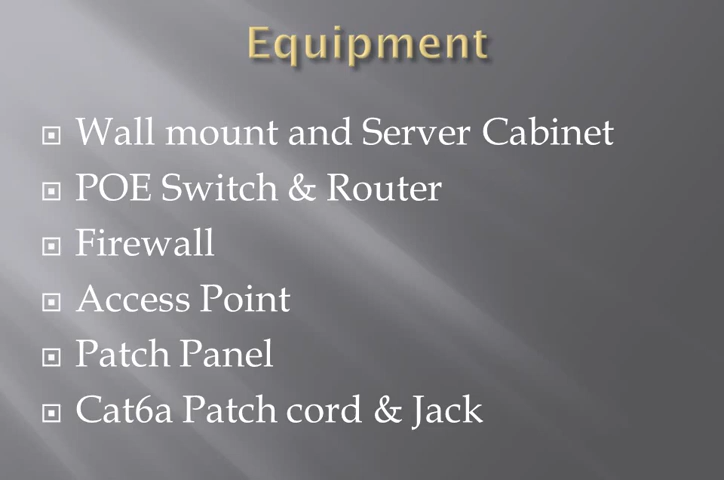 Equipment
Wall mount and Server Cabinet
POE Switch & Router
Firewall
Access Point
Patch Panel
Cat6a Patch cord & Jack